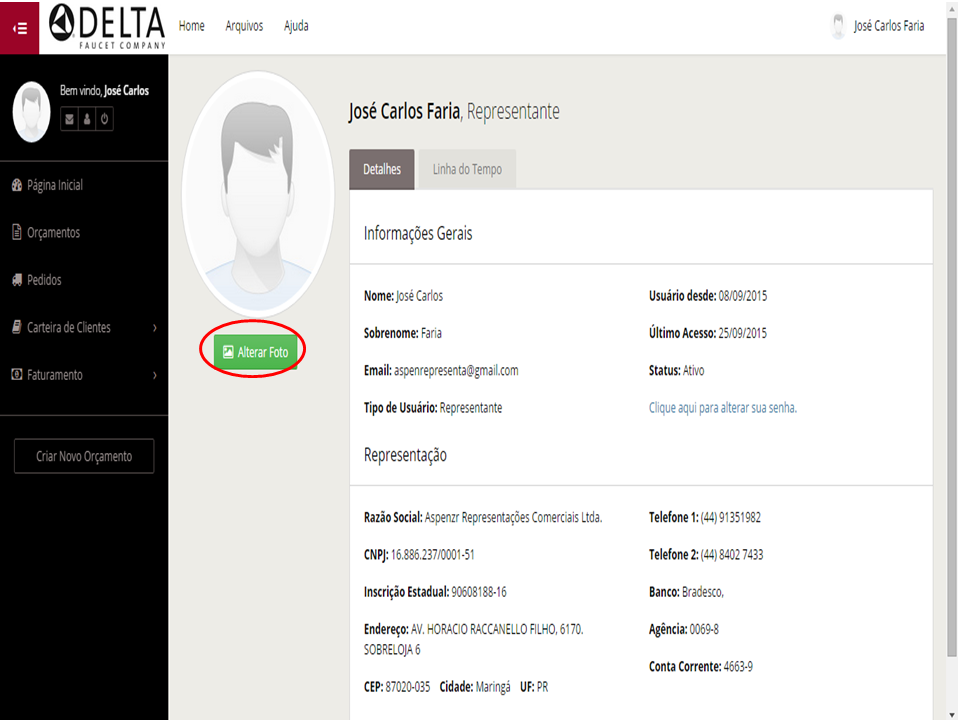 DELTA
FAUCET COMPANY
Home Arquivos Ajuda
José Carlos Faria
Bem vindo, José Carlos
Página Inicial
Orçamentos
Pedidos
Carteira de Clientes
Faturamento
Criar Novo Orçamento
Alterar Foto
José Carlos Faria, Representante
Detalhes Linha do Tempo
Informações Gerais
Nome: José Carlos Usuário desde: 08/09/2015
Sobrenome: Faria Último Acesso: 25/09/2015
Email: aspenrepresenta@gmail.com Status: Ativo
Tipo de Usuário: Representante Clique aqui para alterar sua senha.
Representação
Razão Social: Aspenzr Representações Comerciais Ltda. Telefone 1: (44) 91351982
CNPJ: 16.886.237/0001-51 Telefone 2: (44) 8402 7433
Inscrição Estadual: 90608188-16 Banco: Bradesco,
Endereço: AV. HORACIO RACCANELLO FILHO, 6170. Agência: 0069-8
SOBRELOJA 6
Conta Corrente: 4663-9
CEP: 87020-035 Cidade: Maringá UF: PR